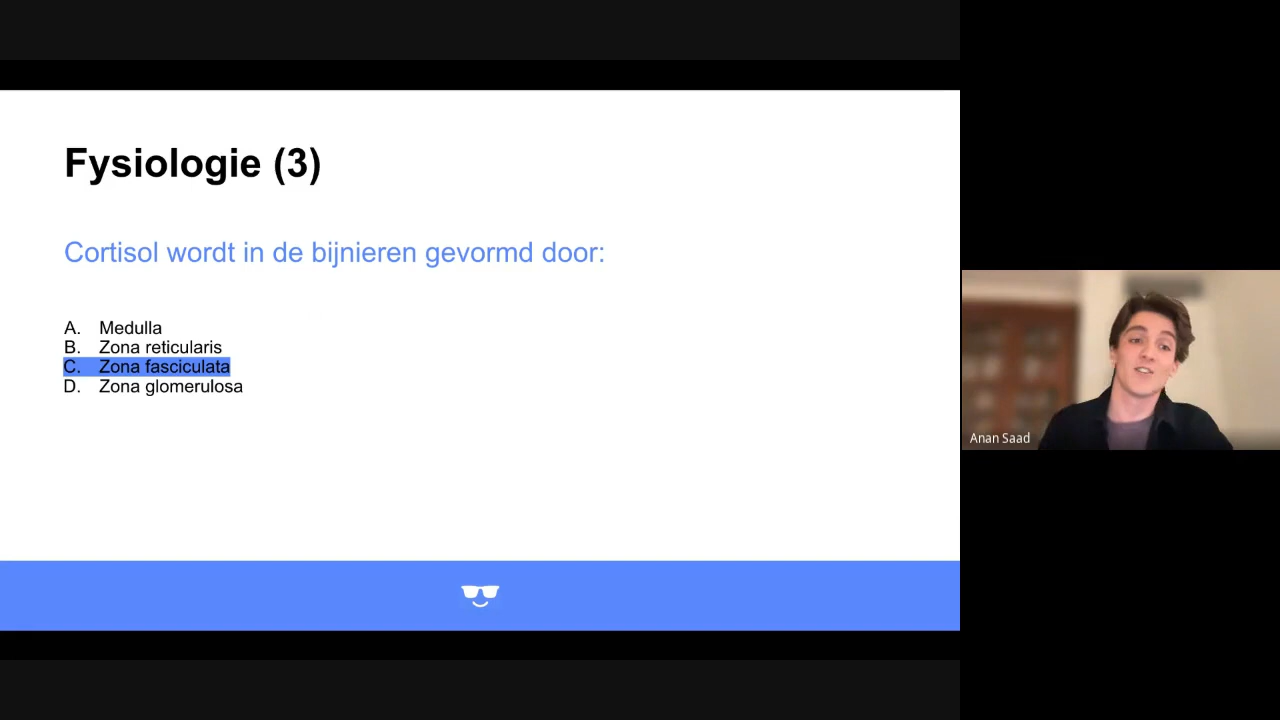 Fysiologie (3)
Cortisol wordt in de bijnieren gevormd door:
A. Medulla
B. Zona reticularis
C. Zona fasciculata
D. Zona glomerulosa
Anan Saad